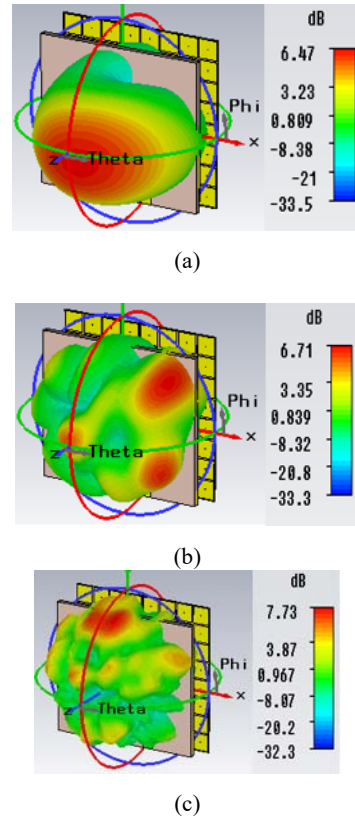 dB
6.47
3.23
0.809
-8.38
-21
-33.5
Phi
x
z
Theta
(a)
dB
6.71
3.35
0.839
-8.32
-20.8
-33.3
Phi
x
z
Theta
(b)
dB
7.73
3.87
0.967
-8.07
-20.2
-32.3
Phi
x
z
Theta
(c)